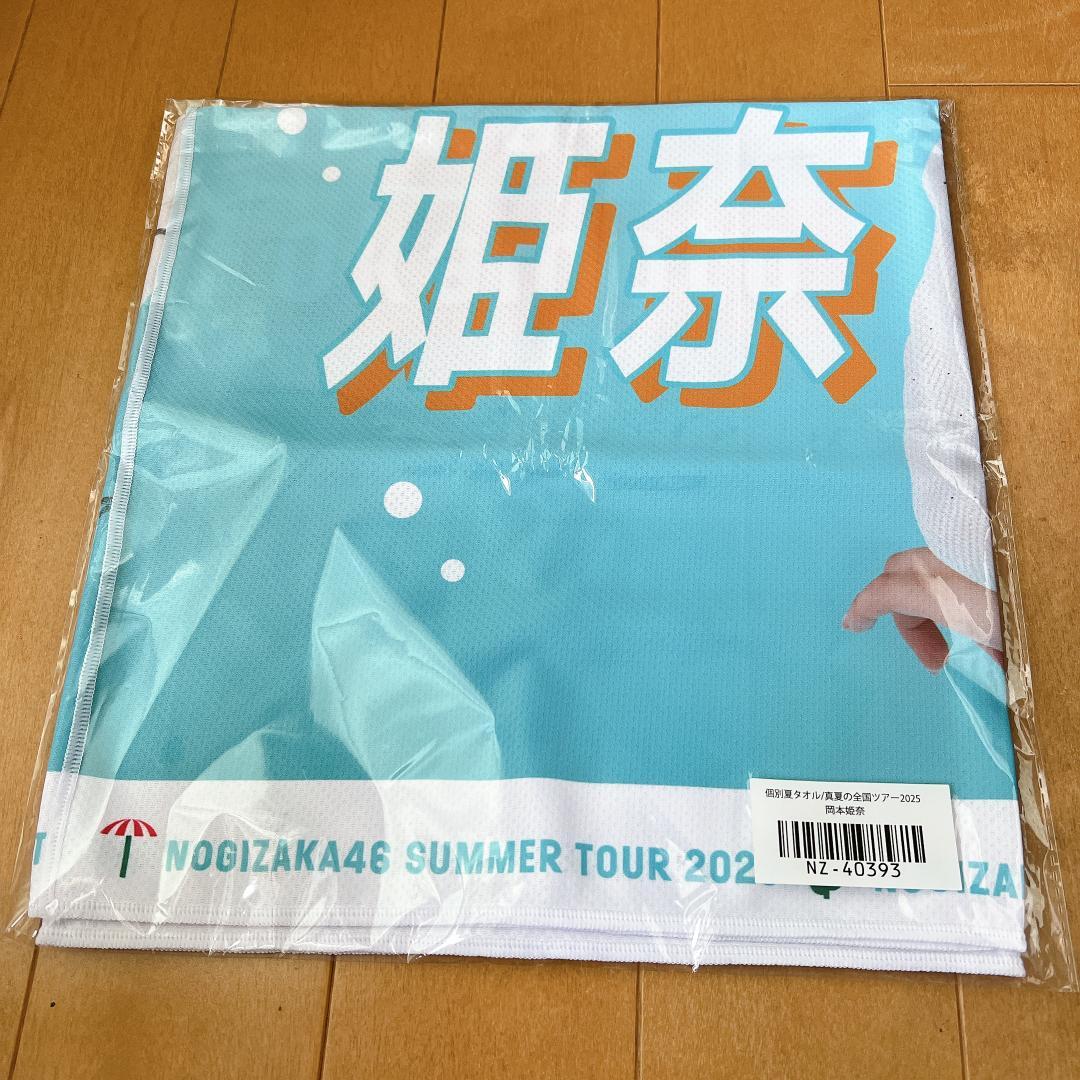 姫奈
個別夏タオル/真夏の全国ツアー2025
岡本姫奈
NZ-40393
T NOGIZAKA46 SUMMER TOUR 202 NOGIZA